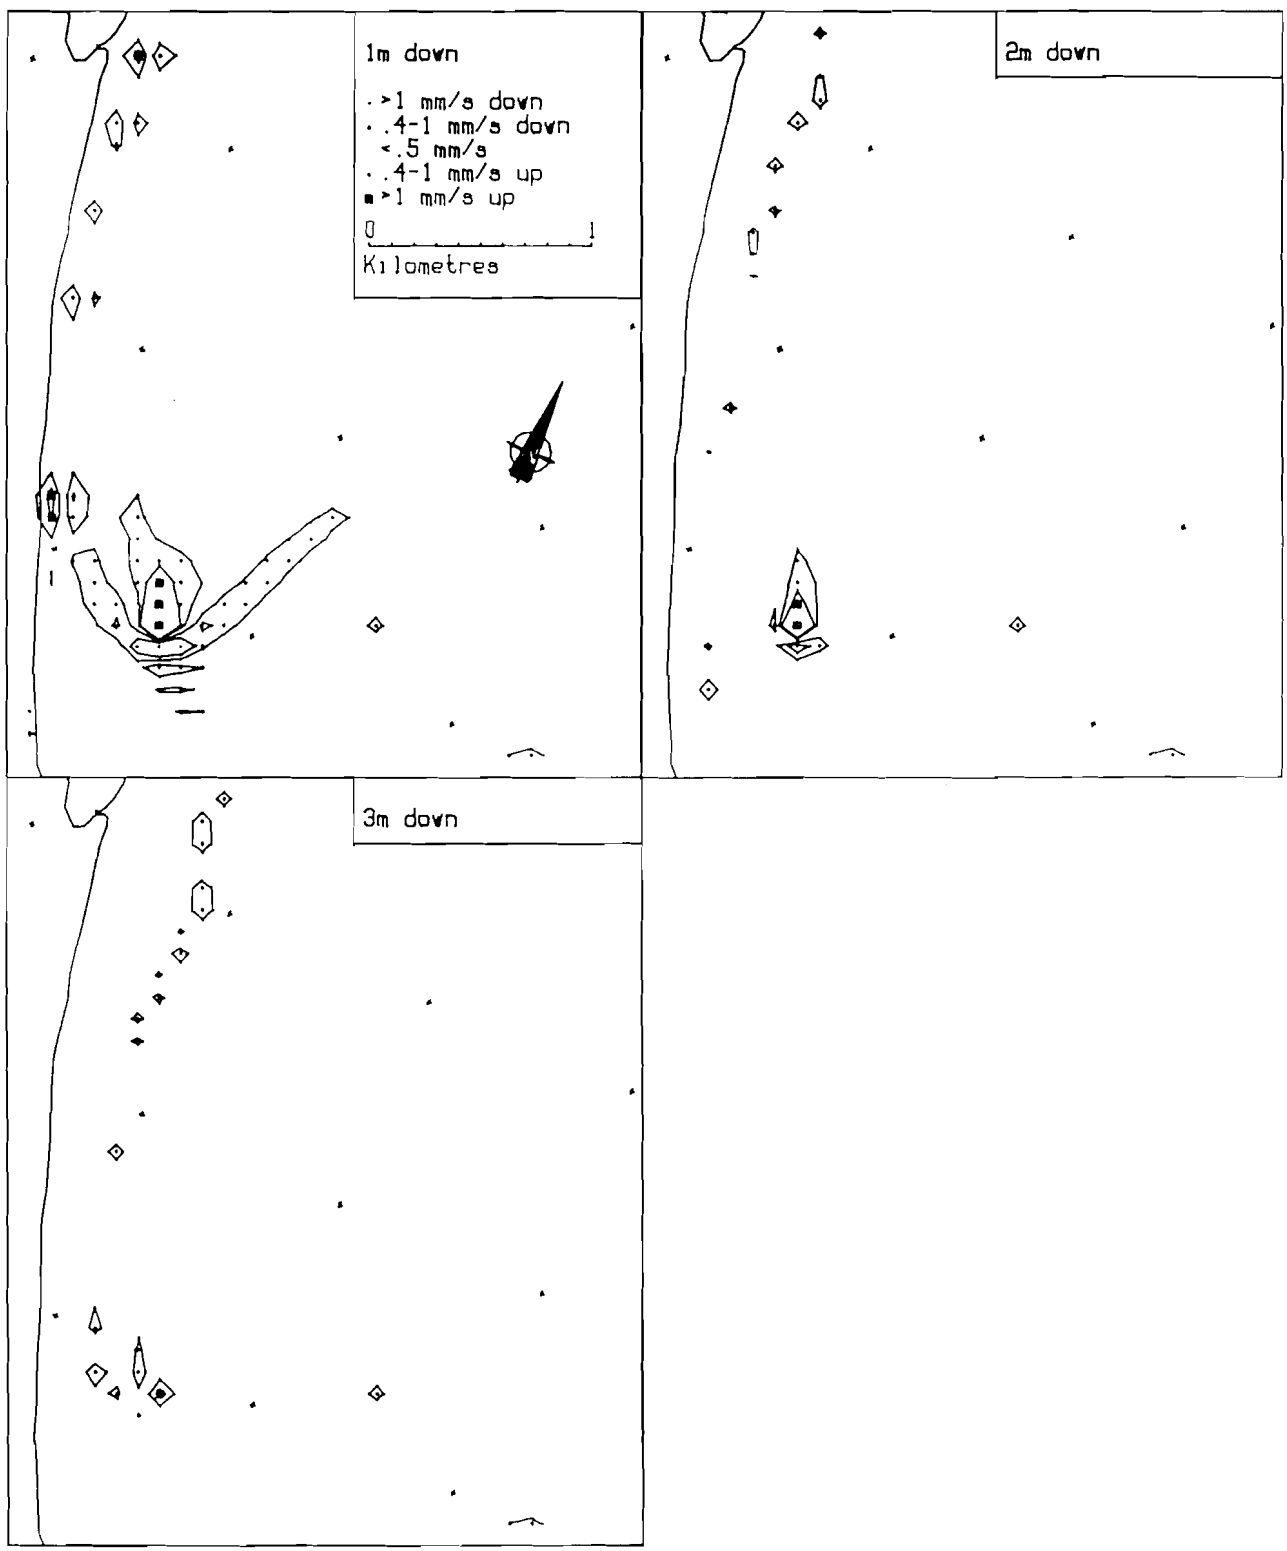 1m down
.>1 mm/s down
..4-1 mm/s down
<.5 mm/s
..4-1 mm/s up
■>1 mm/s up
0 1
Kilometres
2m down
3m down